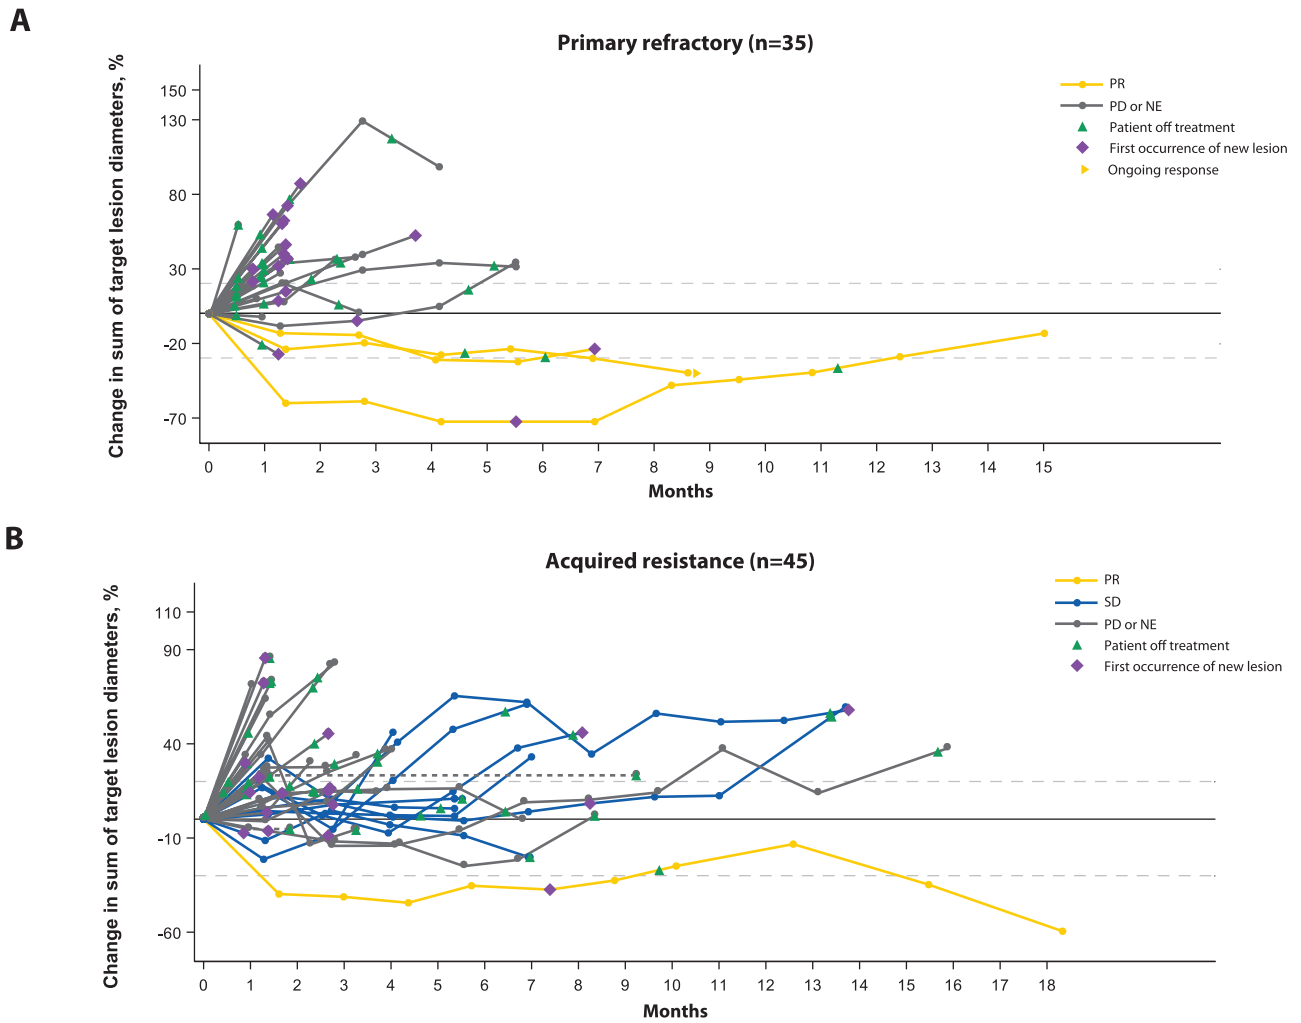 A
Primary refractory (n=35)
Change in sum of target lesion diameters, %
150
130
80
30
-20
-70
PR
PD or NE
Patient off treatment
First occurrence of new lesion
Ongoing response
0 1 2 3 4 5 6 7 8 9 10 11 12 13 14 15
Months
B
Acquired resistance (n=45)
Change in sum of target lesion diameters, %
110
90
40
-10
-60
PR
SD
PD or NE
Patient off treatment
First occurrence of new lesion
0 1 2 3 4 5 6 7 8 9 10 11 12 13 14 15 16 17 18
Months